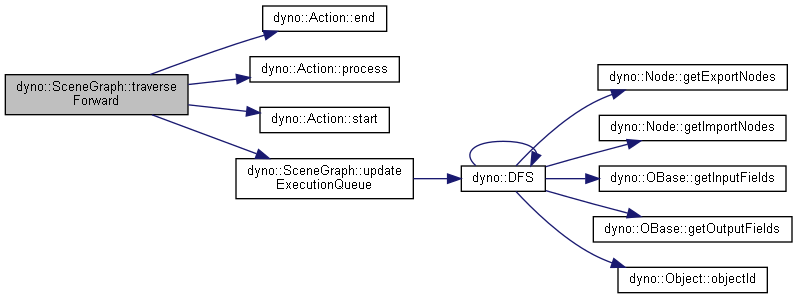 dyno::SceneGraph::traverse
Forward
dyno::Action::end
dyno::Action::process
dyno::Action::start
dyno::SceneGraph::update
ExecutionQueue
dyno::DFS
dyno::Node::getExportNodes
dyno::Node::getImportNodes
dyno::OBase::getInputFields
dyno::OBase::getOutputFields
dyno::Object::objectId